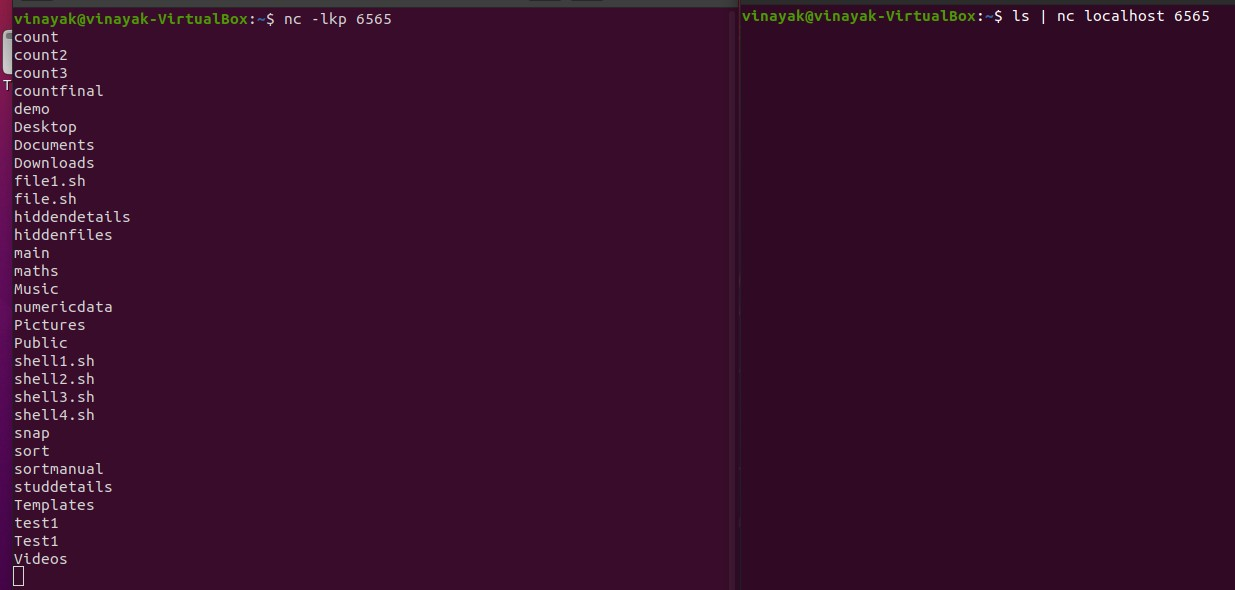 vinayak@vinayak-VirtualBox:~$ nc -lkp 6565
count
count2
count3
countfinal
demo
Desktop
Documents
Downloads
file1.sh
file.sh
hiddendetails
hiddenfiles
main
maths
Music
numericdata
Pictures
Public
shell1.sh
shell2.sh
shell3.sh
shell4.sh
snap
sort
sortmanual
studdetails
Templates
test1
Test1
Videos
T
vinayak@vinayak-VirtualBox:~$ ls | nc localhost 6565